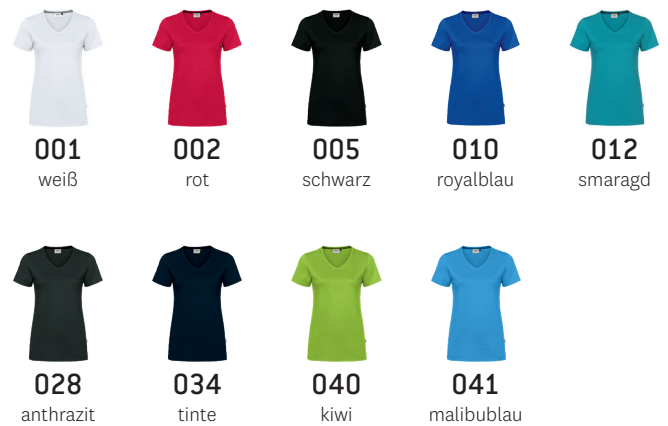 001 002 005 010 012
weiß rot schwarz royalblau smaragd
028 034 040 041
anthrazit tinte kiwi malibublau